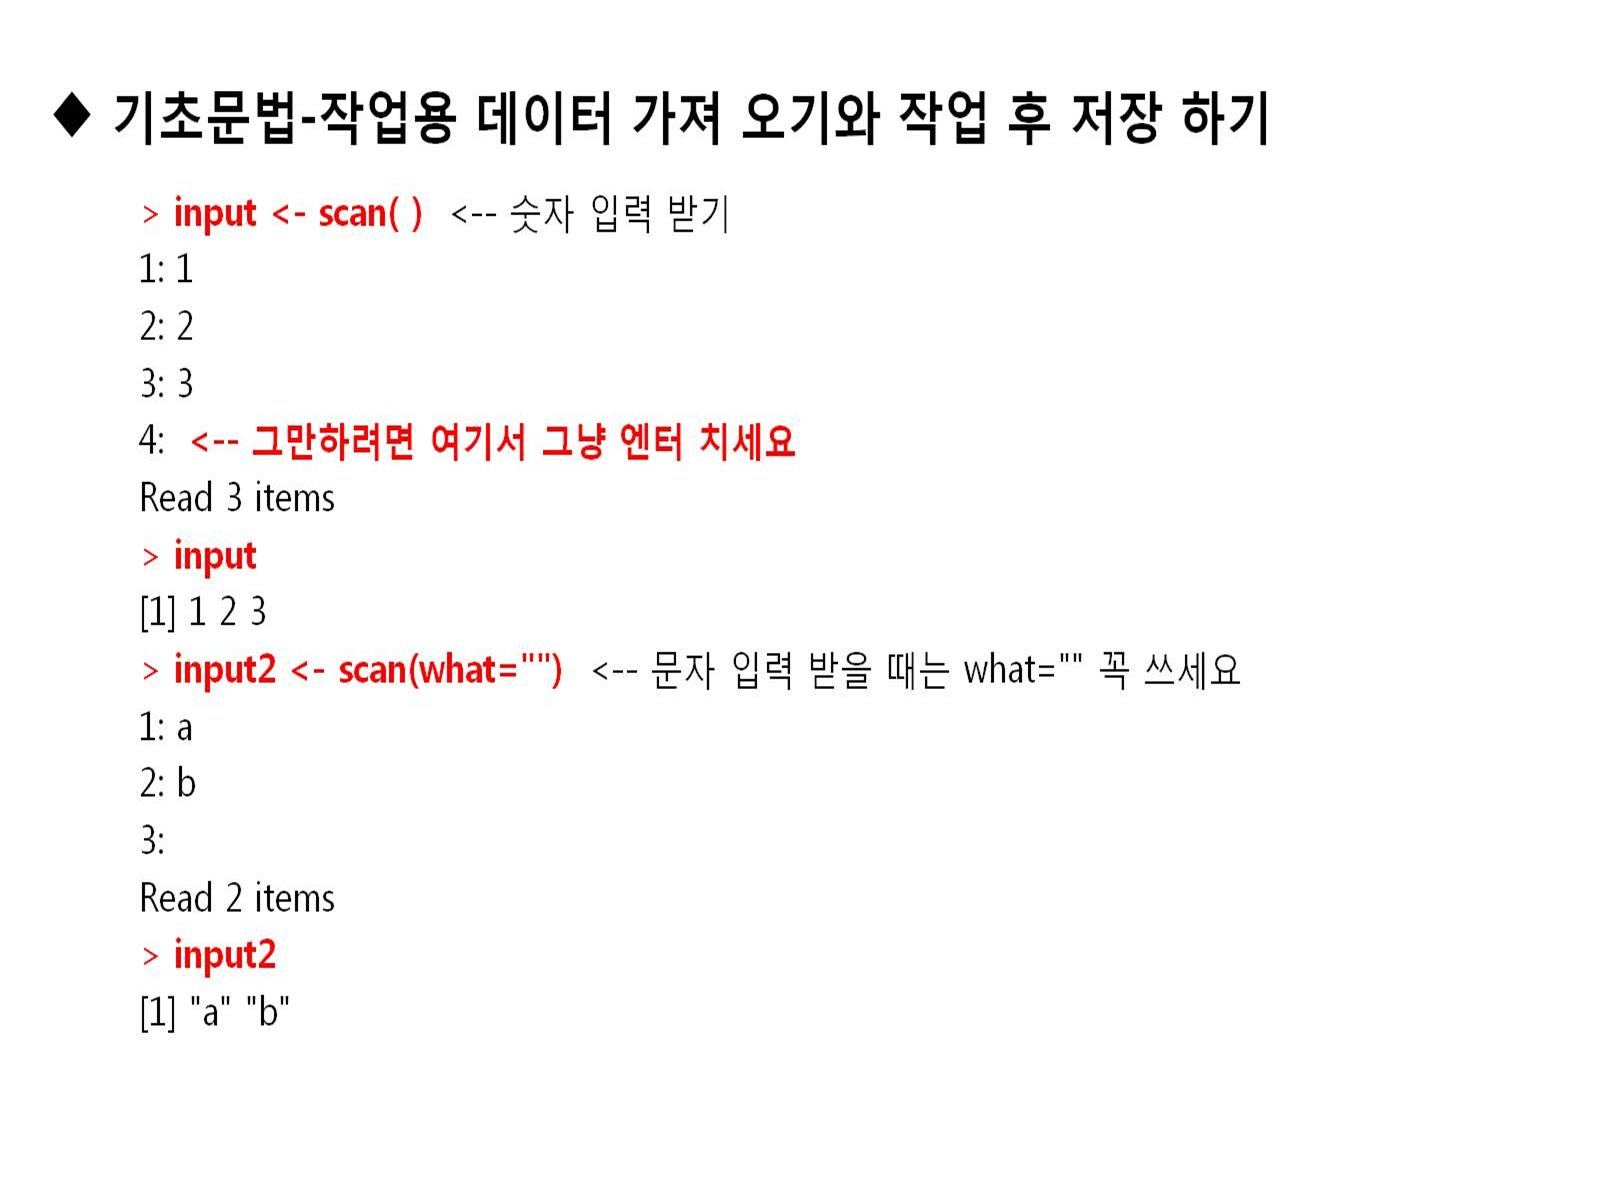 ◆ 기초문법-작업용 데이터 가져 오기와 작업 후 저장 하기
> input <- scan( ) <-- 숫자 입력 받기
1: 1
2: 2
3: 3
4: <-- 그만하려면 여기서 그냥 엔터 치세요
Read 3 items
> input
[1] 1 2 3
> input2 <- scan(what="") <-- 문자 입력 받을 때는 what="" 꼭 쓰세요
1: a
2: b
3:
Read 2 items
> input2
[1] "a" "b"